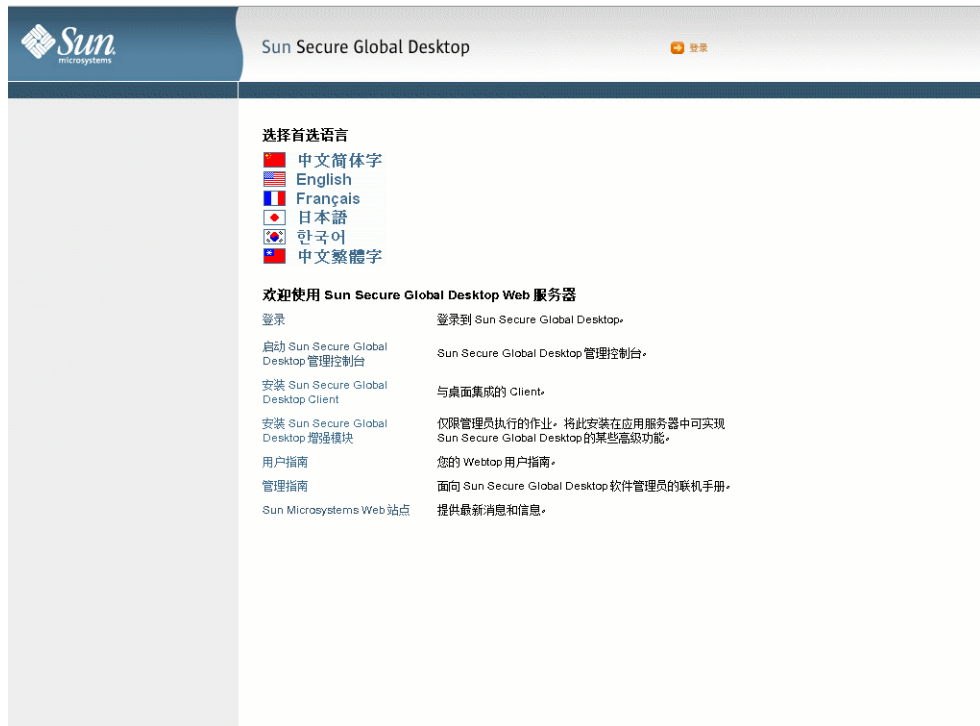 Sun
microsystems
Sun Secure Global Desktop
登录
选择首选语言
中文简体字
English
Français
日本語
한국어
中文繁體字
欢迎使用 Sun Secure Global Desktop Web 服务器
登录
登录到 Sun Secure Global Desktop。
启动 Sun Secure Global
Desktop 管理控制台
Sun Secure Global Desktop 管理控制台。
安装 Sun Secure Global
Desktop Client
与桌面集成的 Client。
安装 Sun Secure Global
Desktop 增强模块
仅限管理员执行的作业。将此安装在应用服务器中可实现
Sun Secure Global Desktop 的某些高级功能。
用户指南
您的 Webtop 用户指南。
管理指南
面向 Sun Secure Global Desktop 软件管理员的联机手册。
Sun Microsystems Web 站点
提供最新消息和信息。